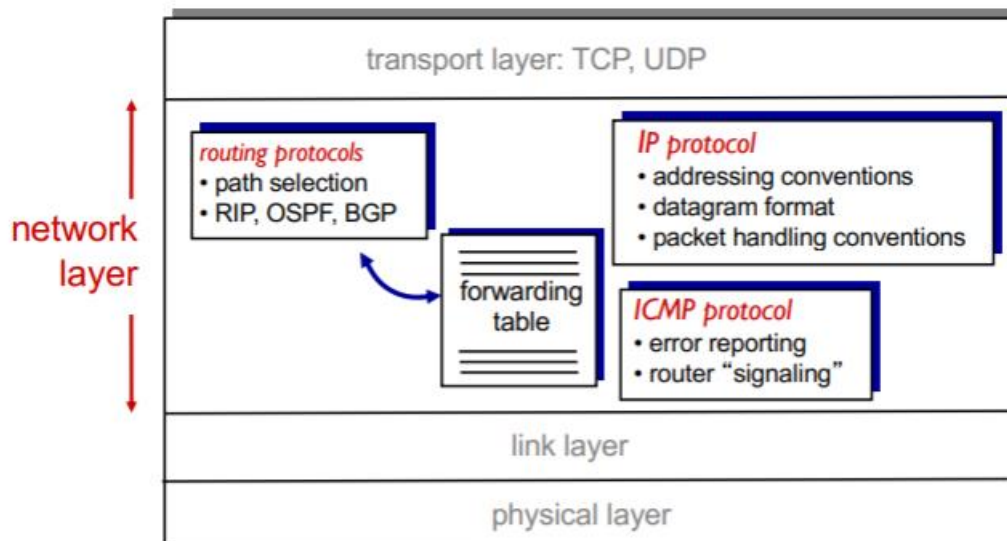 transport layer: TCP, UDP
network
layer
routing protocols
• path selection
• RIP, OSPF, BGP
forwarding
table
IP protocol
• addressing conventions
• datagram format
• packet handling conventions
ICMP protocol
• error reporting
• router “signaling”
link layer
physical layer